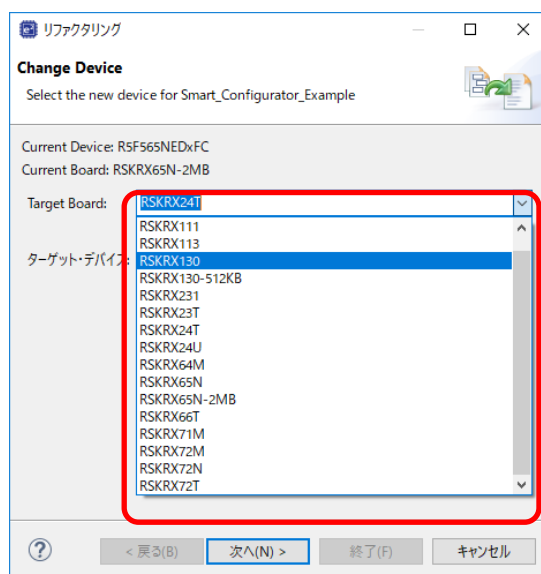 リファクタリング
Change Device
Select the new device for Smart_Configurator_Example
Current Device: R5F565NEDxFC
Current Board: RSKRX65N-2MB
Target Board: RSKRX24T
ターゲット・デバイス:
RSKRX111
RSKRX113
RSKRX130
RSKRX130-512KB
RSKRX231
RSKRX23T
RSKRX24T
RSKRX24U
RSKRX64M
RSKRX65N
RSKRX65N-2MB
RSKRX66T
RSKRX71M
RSKRX72M
RSKRX72N
RSKRX72T
? < 戻る(B) 次へ(N) > 終了(F) キャンセル